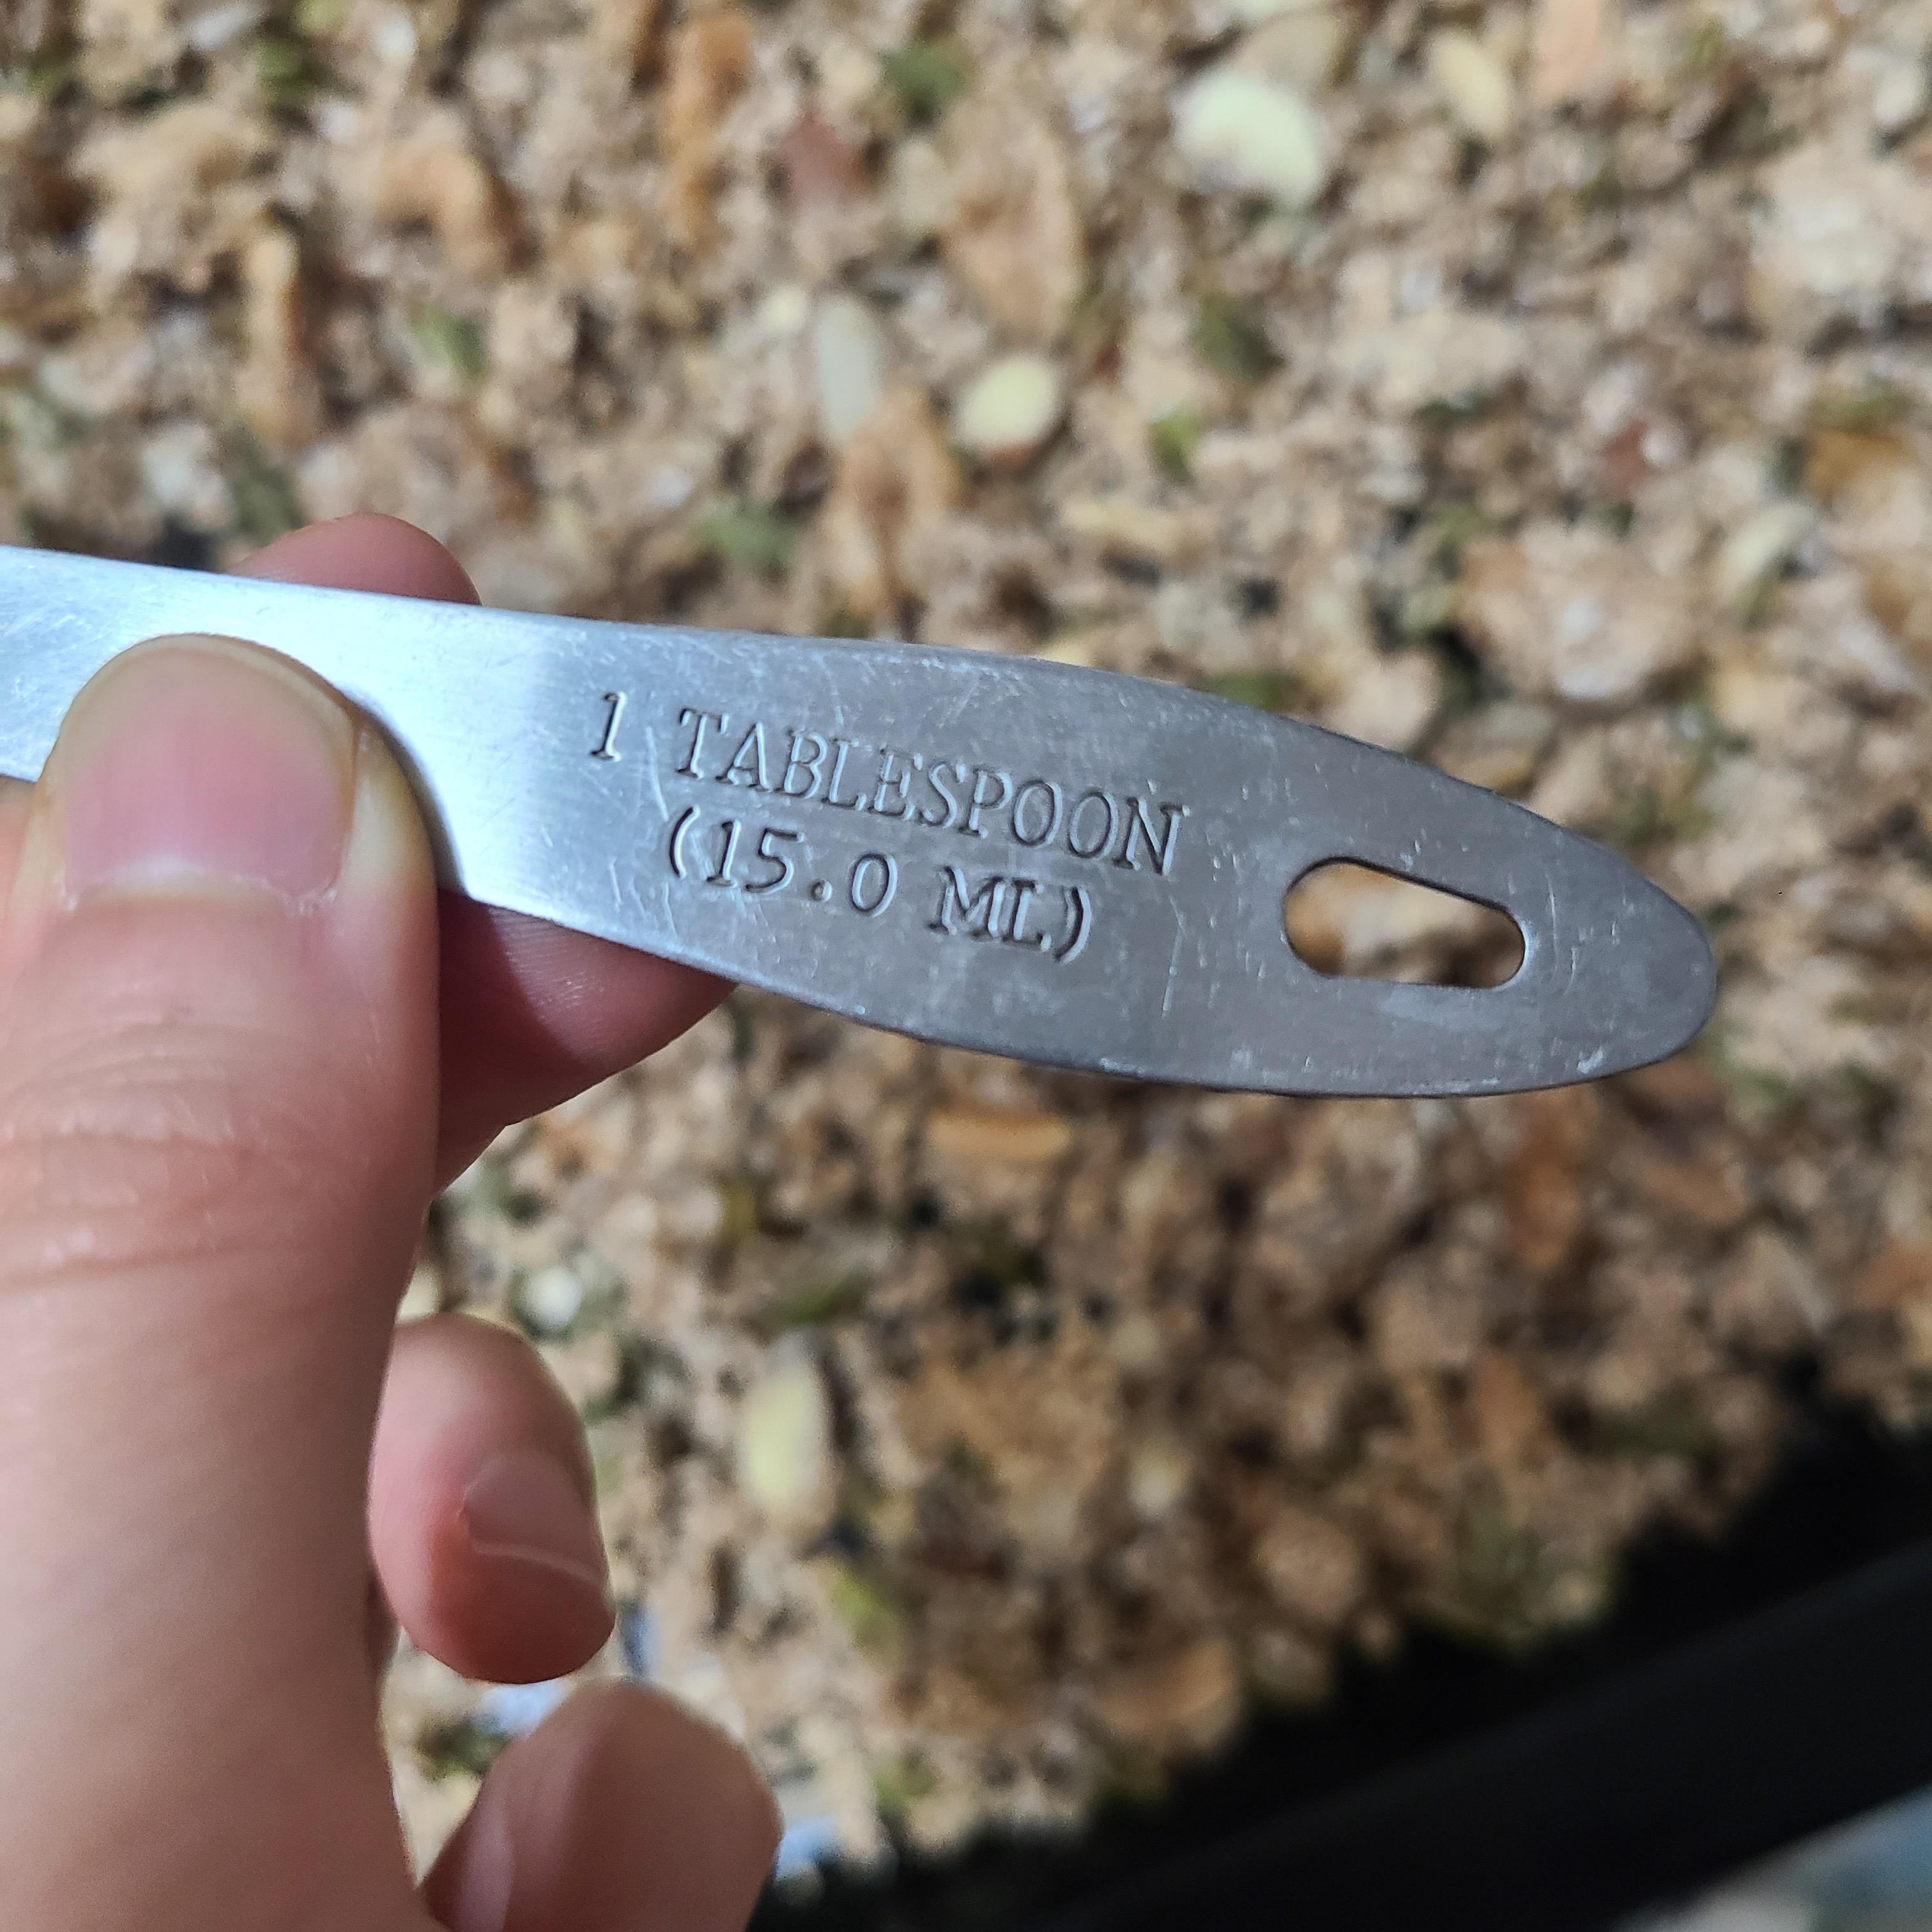 1 TABLESPOON
(15.0 ML)